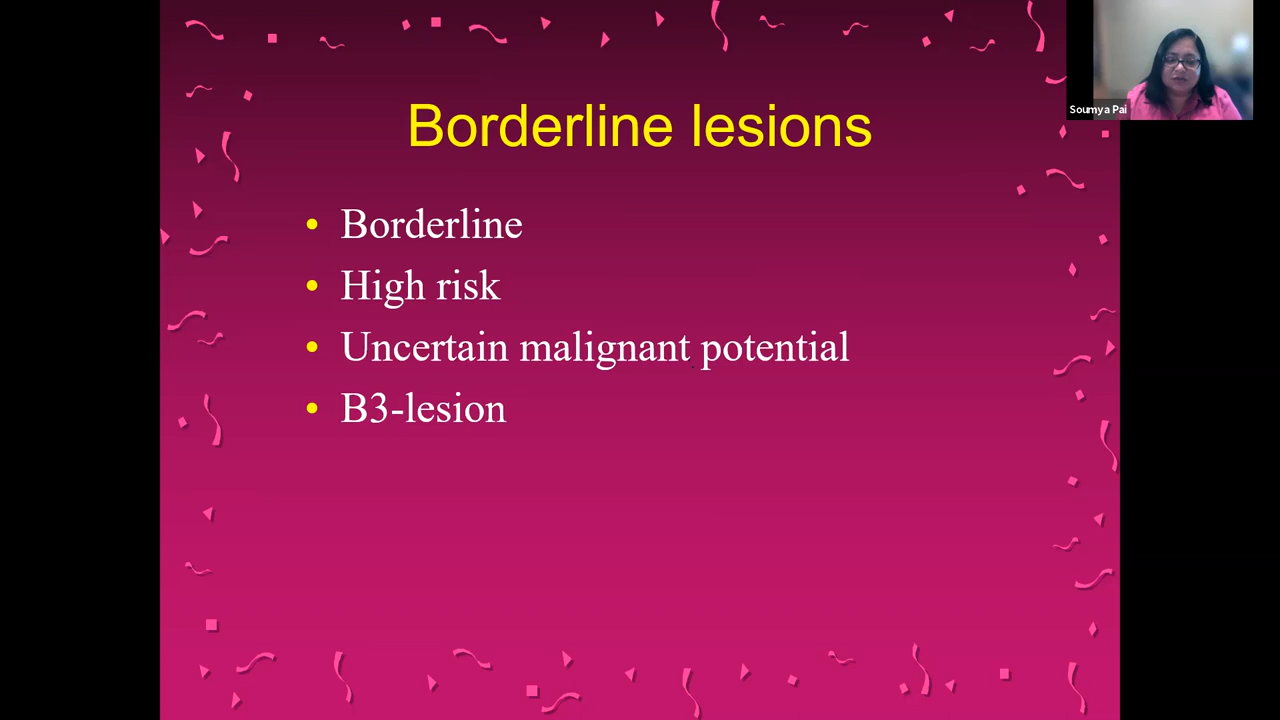 Borderline lesions
Soumya Pai
• Borderline
• High risk
• Uncertain malignant potential
• B3-lesion